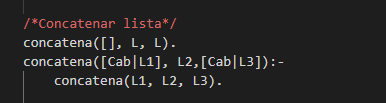 /*Concatenar lista*/
concatena([], L, L).
concatena([Cab|L1], L2,[Cab|L3]):-
    concatena(L1, L2, L3).